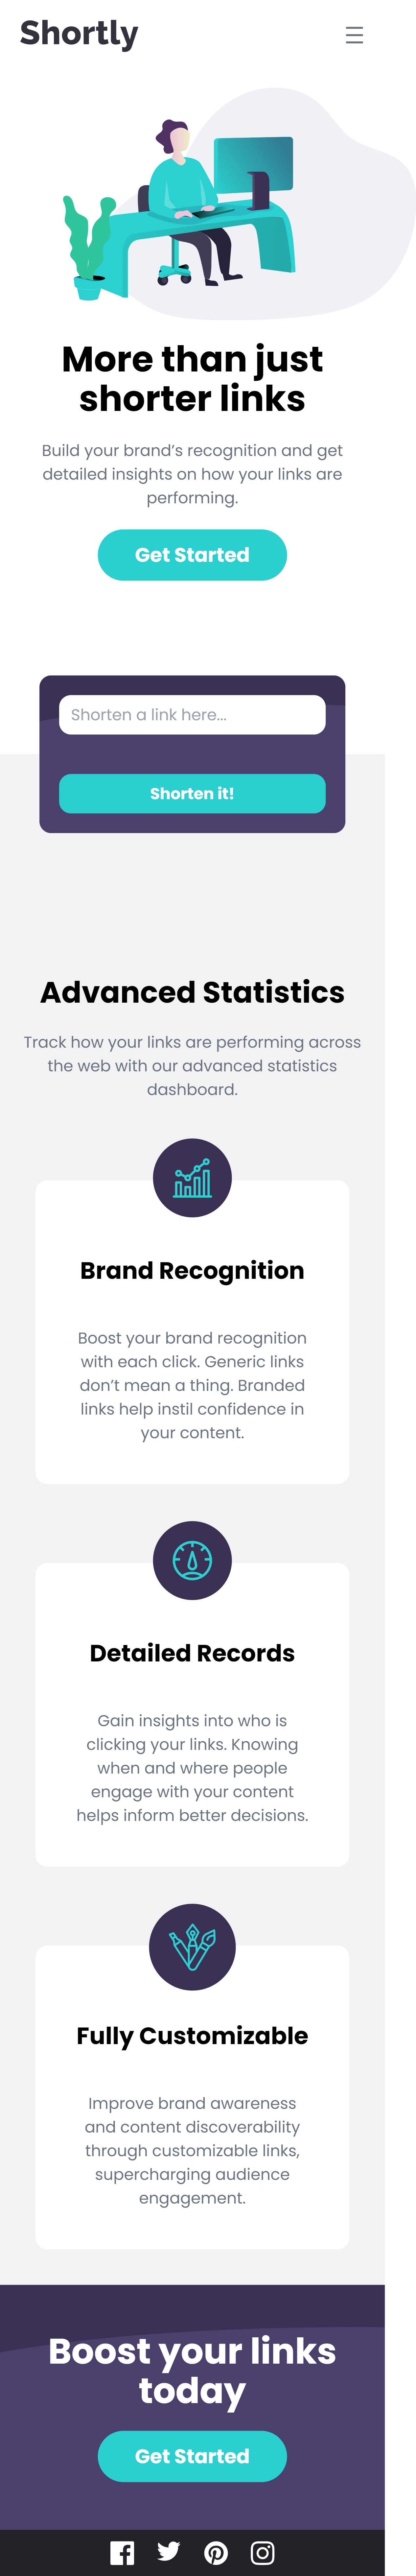 Shortly
More than just
shorter links
Build your brand’s recognition and get
detailed insights on how your links are
performing.
Get Started
Shorten a link here...
Shorten it!
Advanced Statistics
Track how your links are performing across
the web with our advanced statistics
dashboard.
Brand Recognition
Boost your brand recognition
with each click. Generic links
don’t mean a thing. Branded
links help instil confidence in
your content.
Detailed Records
Gain insights into who is
clicking your links. Knowing
when and where people
engage with your content
helps inform better decisions.
Fully Customizable
Improve brand awareness
and content discoverability
through customizable links,
supercharging audience
engagement.
Boost your links
today
Get Started